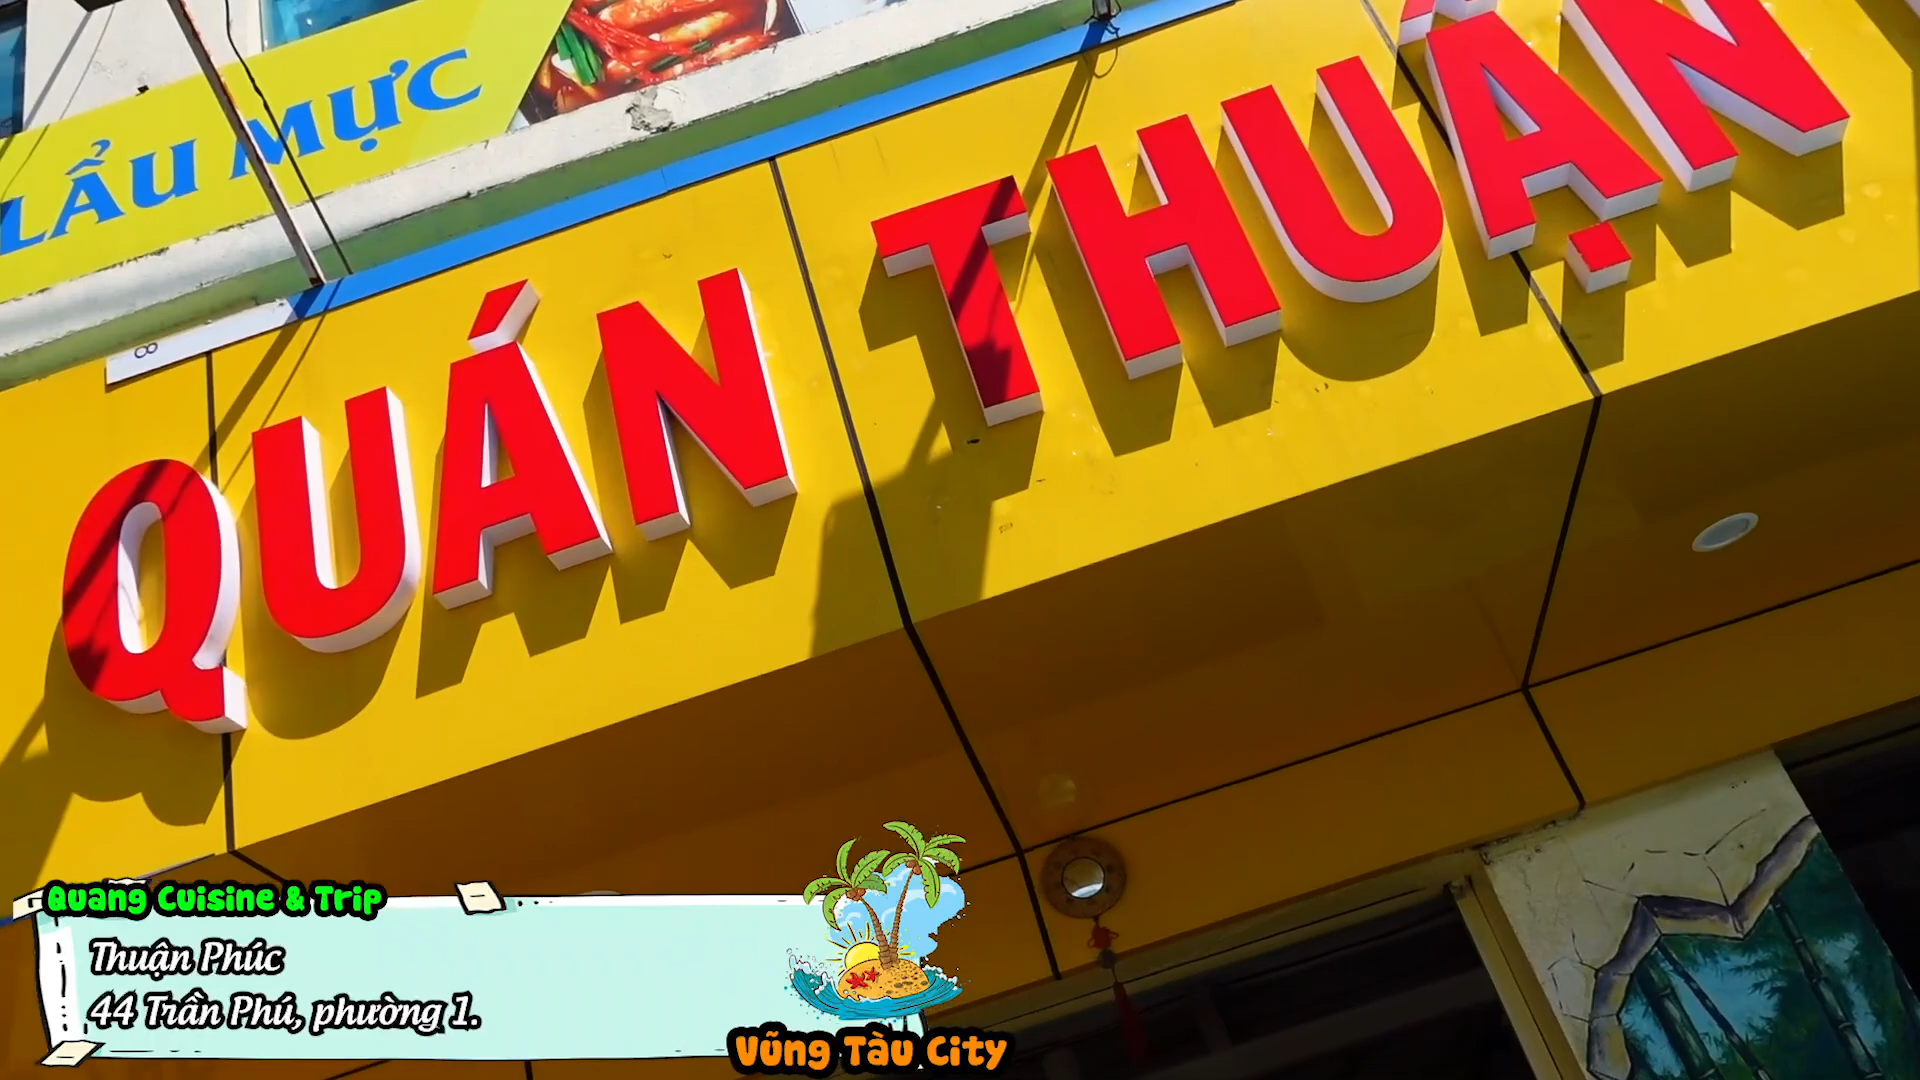 LẨU MỰC
QUÁN THUẬN
8
Quang Cuisine & Trip
Thuận Phúc
44 Trần Phú, phường 1.
Vũng Tàu City